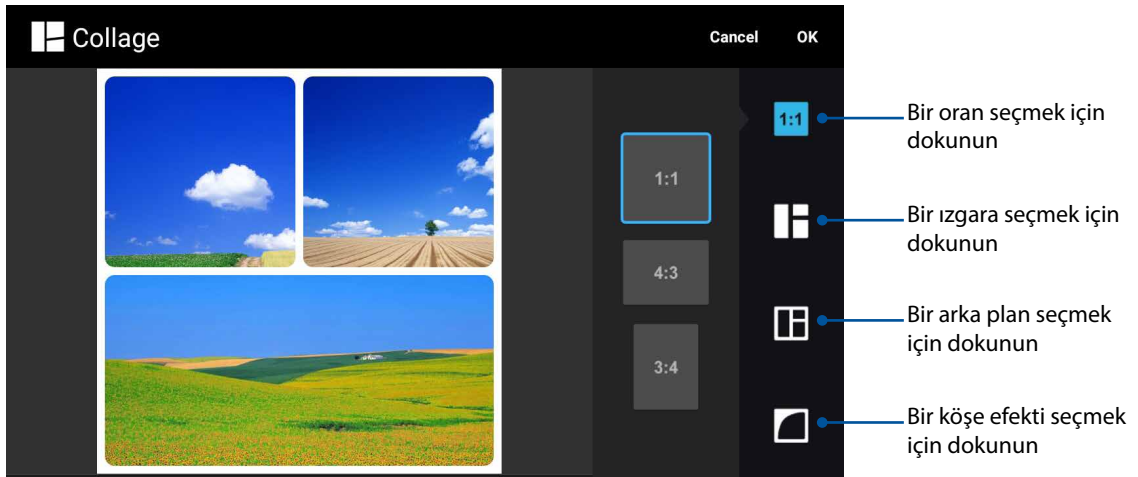 Collage
Cancel OK
1:1
4:3
3:4
1:1
Bir oran seçmek için
dokunun
Bir ızgara seçmek için
dokunun
Bir arka plan seçmek
için dokunun
Bir köşe efekti seçmek
için dokunun